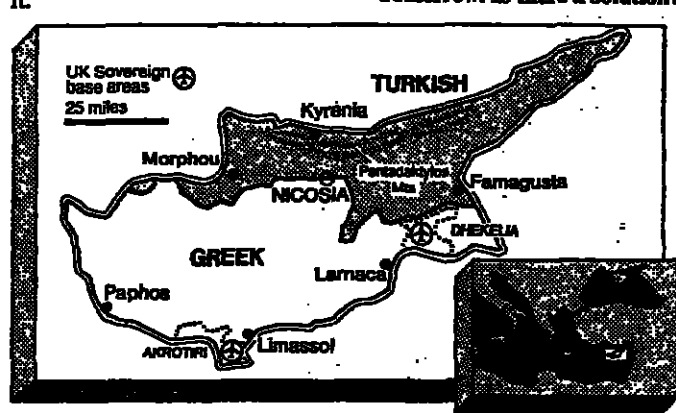 it.
UK Sovereign
base areas
25 miles
TURKISH
Kyrenia
Morphou
Pentadaktylos
Mts
NICOSIA
Famagusta
DHEKELIA
GREEK
Larnaca
Paphos
AKROTIRI
Limassol